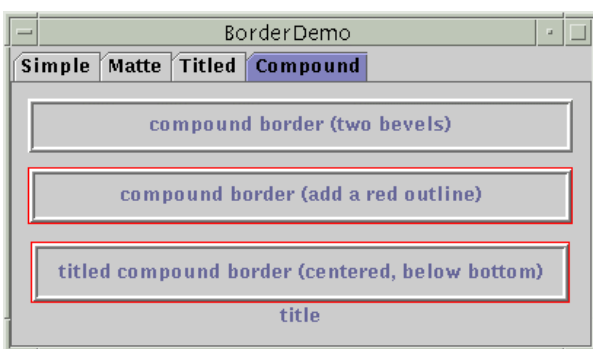 BorderDemo
Simple Matte Titled Compound
compound border (two bevels)
compound border (add a red outline)
titled compound border (centered, below bottom)
title